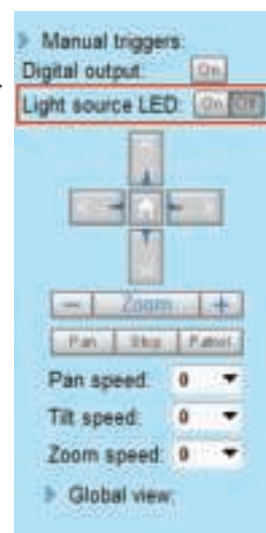 Manual triggers:
Digital output: On
Light source LED: On Off
Zoom
Pan Stop Patrol
Pan speed: 0
Tilt speed: 0
Zoom speed: 0
Global view: